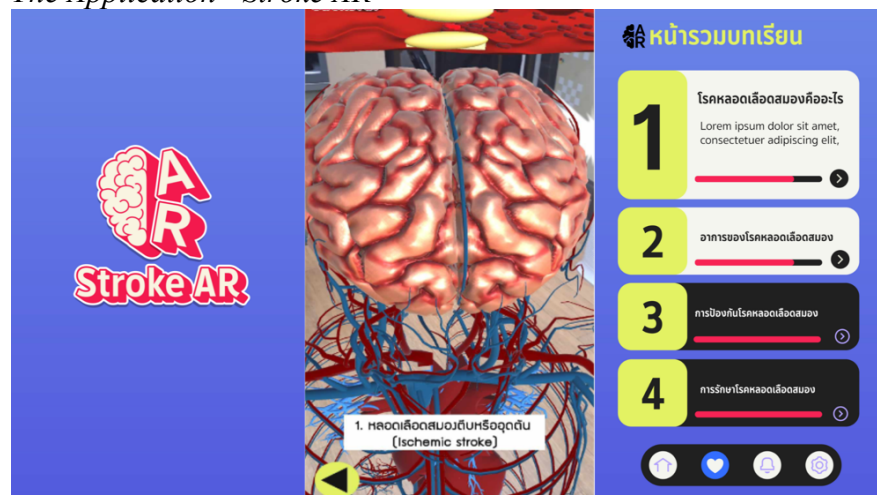 The Application - Stroke AR
AR
Stroke AR
1. หลอดเลือดสมองตีบหรืออุดตัน
(Ischemic stroke)
AR หน้ารวมบทเรียน
1
โรคหลอดเลือดสมองคืออะไร
Lorem ipsum dolor sit amet,
consectetuer adipiscing elit,
2
อาการของโรคหลอดเลือดสมอง
3
การป้องกันโรคหลอดเลือดสมอง
4
การรักษาโรคหลอดเลือดสมอง